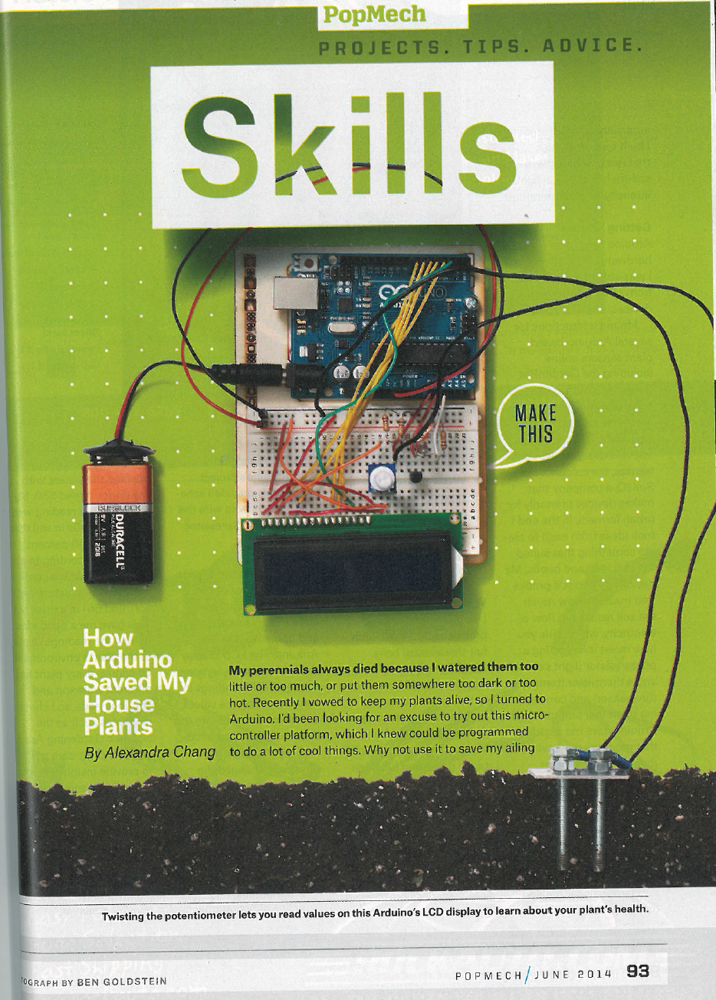 PopMech
PROJECTS. TIPS. ADVICE.
Skills
ARDUINO
MAKE
THIS
DURALOCK
DURACELL
How
Arduino
Saved My
House
Plants
By Alexandra Chang
My perennials always died because I watered them too
little or too much, or put them somewhere too dark or too
hot. Recently I vowed to keep my plants alive, so I turned to
Arduino. I'd been looking for an excuse to try out this micro-
controller platform, which I knew could be programmed
to do a lot of cool things. Why not use it to save my ailing
Twisting the potentiometer lets you read values on this Arduino's LCD display to learn about your plant's health.
TOGRAPH BY BEN GOLDSTEIN
POPMECH/JUNE 2014 93